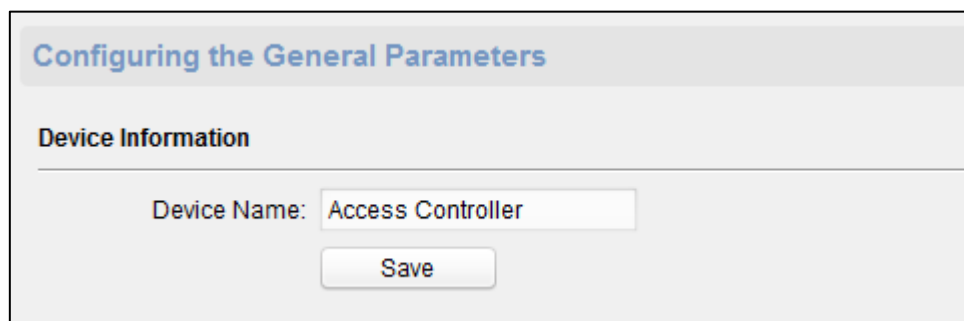 Configuring the General Parameters
Device Information
Device Name: Access Controller
Save